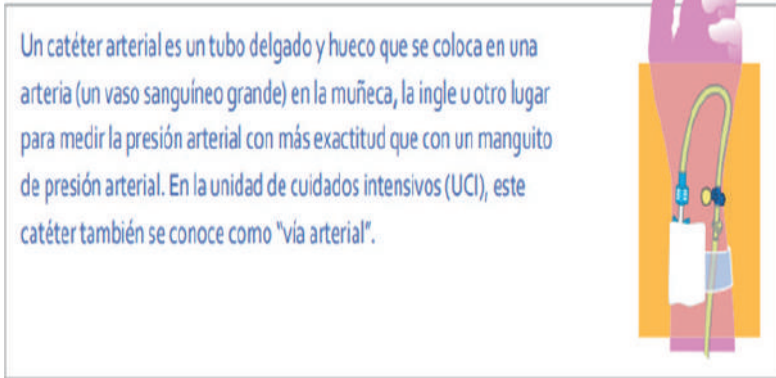 Un catéter arterial es un tubo delgado y hueco que se coloca en una
arteria (un vaso sanguíneo grande) en la muñeca, la ingle u otro lugar
para medir la presión arterial con más exactitud que con un manguito
de presión arterial. En la unidad de cuidados intensivos (UCI), este
catéter también se conoce como "vía arterial".